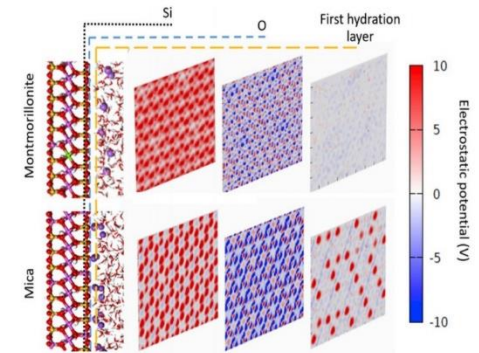 Si
O
First hydration
layer
Montmorillonite
Mica
10
5
0
-5
-10
Electrostatic potential (V)